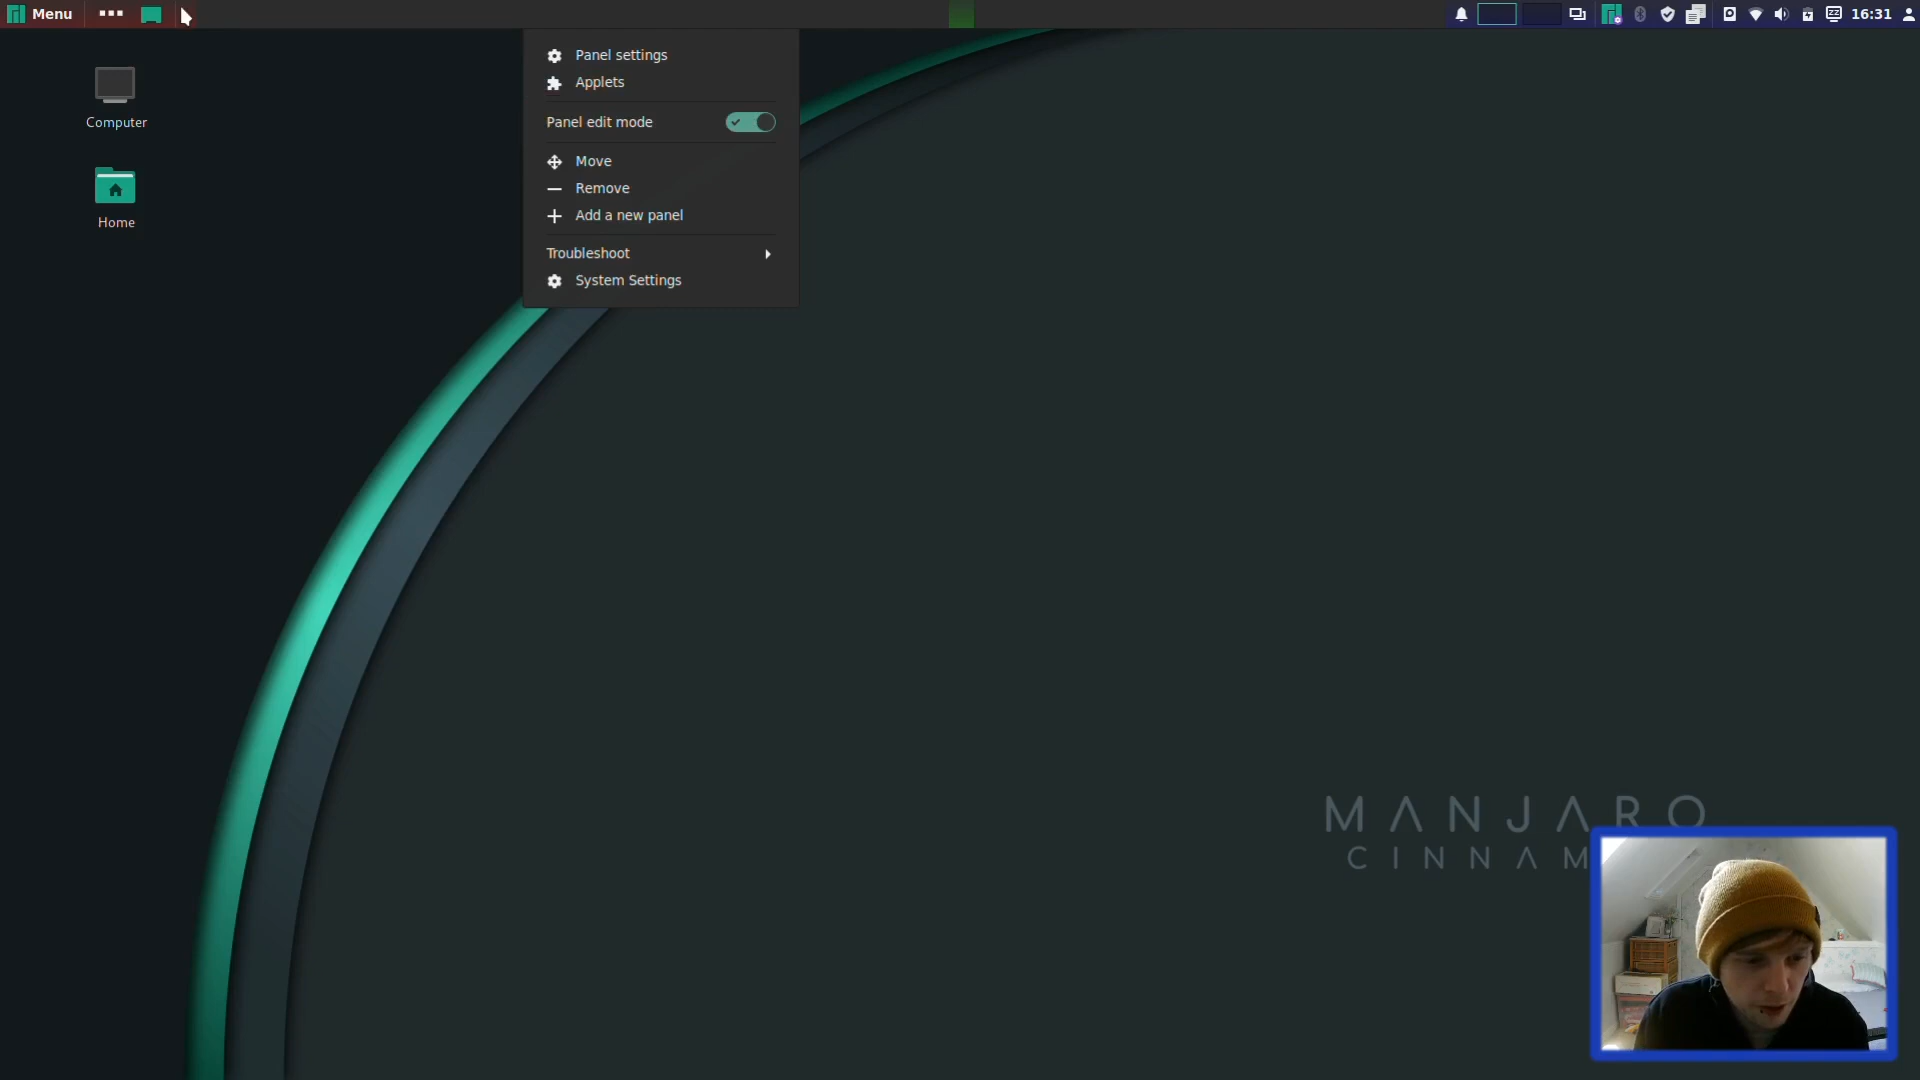 Menu
16:31
Computer
Home
Panel settings
Applets
Panel edit mode
Move
Remove
Add a new panel
Troubleshoot
System Settings
MANJARO
CINNAM